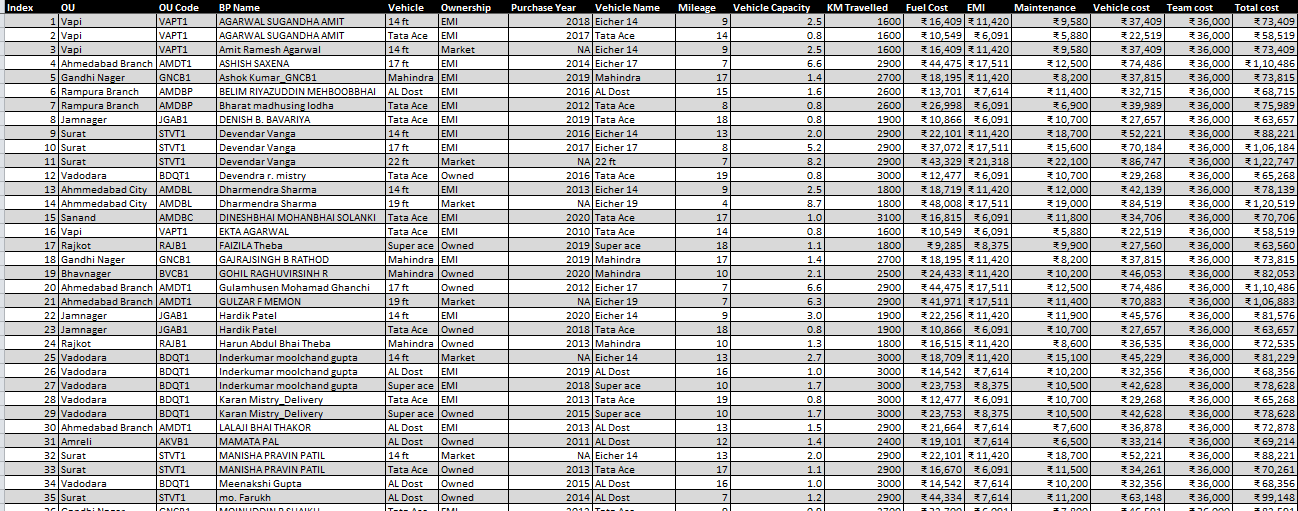 Index OU OU Code BP Name Vehicle Ownership Purchase Year Vehicle Name Mileage Vehicle Capacity KM Travelled Fuel Cost EMI Maintenance Vehicle cost Team cost Total cost
1 Vapi VAPT1 AGARWAL SUGANDHA AMIT 14 ft EMI 2018 Eicher 14 9 2.5 1600 ₹ 16,409 ₹ 11,420 ₹ 9,580 ₹ 37,409 ₹ 36,000 ₹ 73,409
2 Vapi VAPT1 AGARWAL SUGANDHA AMIT Tata Ace EMI 2017 Tata Ace 14 0.8 1600 ₹ 10,549 ₹ 6,091 ₹ 5,880 ₹ 22,519 ₹ 36,000 ₹ 58,519
3 Vapi VAPT1 Amit Ramesh Agarwal 14 ft Market NA Eicher 14 9 2.5 1600 ₹ 16,409 ₹ 11,420 ₹ 9,580 ₹ 37,409 ₹ 36,000 ₹ 73,409
4 Ahmedabad Branch AMDT1 ASHISH SAXENA 17 ft EMI 2014 Eicher 17 7 6.6 2900 ₹ 44,475 ₹ 17,511 ₹ 12,500 ₹ 74,486 ₹ 36,000 ₹ 1,10,486
5 Gandhi Nager GNCB1 Ashok Kumar_GNCB1 Mahindra EMI 2019 Mahindra 17 1.4 2700 ₹ 18,195 ₹ 11,420 ₹ 8,200 ₹ 37,815 ₹ 36,000 ₹ 73,815
6 Rampura Branch AMDBP BELIM RIYAZUDDIN MEHBOOBBHAI AL Dost EMI 2016 AL Dost 15 1.6 2600 ₹ 13,701 ₹ 7,614 ₹ 11,400 ₹ 32,715 ₹ 36,000 ₹ 68,715
7 Rampura Branch AMDBP Bharat madhusing lodha Tata Ace EMI 2012 Tata Ace 8 0.8 2600 ₹ 26,998 ₹ 6,091 ₹ 6,900 ₹ 39,989 ₹ 36,000 ₹ 75,989
8 Jamnager JGAB1 DENISH B. BAVARIYA Tata Ace EMI 2019 Tata Ace 18 0.8 1900 ₹ 10,866 ₹ 6,091 ₹ 10,700 ₹ 27,657 ₹ 36,000 ₹ 63,657
9 Surat STVT1 Devendar Vanga 14 ft EMI 2016 Eicher 14 13 2.0 2900 ₹ 22,101 ₹ 11,420 ₹ 18,700 ₹ 52,221 ₹ 36,000 ₹ 88,221
10 Surat STVT1 Devendar Vanga 17 ft EMI 2017 Eicher 17 8 5.2 2900 ₹ 37,072 ₹ 17,511 ₹ 15,600 ₹ 70,184 ₹ 36,000 ₹ 1,06,184
11 Surat STVT1 Devendar Vanga 22 ft Market NA 22 ft 7 8.2 2900 ₹ 43,329 ₹ 21,318 ₹ 22,100 ₹ 86,747 ₹ 36,000 ₹ 1,22,747
12 Vadodara BDQT1 Devendra r. mistry Tata Ace Owned 2016 Tata Ace 19 0.8 3000 ₹ 12,477 ₹ 6,091 ₹ 10,700 ₹ 29,268 ₹ 36,000 ₹ 65,268
13 Ahmmedabad City AMDBL Dharmendra Sharma 14 ft EMI 2013 Eicher 14 9 2.5 1800 ₹ 18,719 ₹ 11,420 ₹ 12,000 ₹ 42,139 ₹ 36,000 ₹ 78,139
14 Ahmmedabad City AMDBL Dharmendra Sharma 19 ft Market NA Eicher 19 4 8.7 1800 ₹ 48,008 ₹ 17,511 ₹ 19,000 ₹ 84,519 ₹ 36,000 ₹ 1,20,519
15 Sanand AMDBC DINESHBHAI MOHANBHAI SOLANKI Tata Ace EMI 2020 Tata Ace 17 1.0 3100 ₹ 16,815 ₹ 6,091 ₹ 11,800 ₹ 34,706 ₹ 36,000 ₹ 70,706
16 Vapi VAPT1 EKTA AGARWAL Tata Ace EMI 2010 Tata Ace 14 0.8 1600 ₹ 10,549 ₹ 6,091 ₹ 5,880 ₹ 22,519 ₹ 36,000 ₹ 58,519
17 Rajkot RAJB1 FAIZILA Theba Super ace Owned 2019 Super ace 18 1.1 1800 ₹ 9,285 ₹ 8,375 ₹ 9,900 ₹ 27,560 ₹ 36,000 ₹ 63,560
18 Gandhi Nager GNCB1 GAJRAJSINGH B RATHOD Mahindra EMI 2019 Mahindra 17 1.4 2700 ₹ 18,195 ₹ 11,420 ₹ 8,200 ₹ 37,815 ₹ 36,000 ₹ 73,815
19 Bhavnager BVCB1 GOHIL RAGHUVIRSINH R Mahindra Owned 2020 Mahindra 10 2.1 2500 ₹ 24,433 ₹ 11,420 ₹ 10,200 ₹ 46,053 ₹ 36,000 ₹ 82,053
20 Ahmedabad Branch AMDT1 Gulamhusen Mohamad Ghanchi 17 ft Owned 2012 Eicher 17 7 6.6 2900 ₹ 44,475 ₹ 17,511 ₹ 12,500 ₹ 74,486 ₹ 36,000 ₹ 1,10,486
21 Ahmedabad Branch AMDT1 GULZAR F MEMON 19 ft Market NA Eicher 19 7 6.3 2900 ₹ 41,971 ₹ 17,511 ₹ 11,400 ₹ 70,883 ₹ 36,000 ₹ 1,06,883
22 Jamnager JGAB1 Hardik Patel 14 ft EMI 2020 Eicher 14 9 3.0 1900 ₹ 22,256 ₹ 11,420 ₹ 11,900 ₹ 45,576 ₹ 36,000 ₹ 81,576
23 Jamnager JGAB1 Hardik Patel Tata Ace Owned 2018 Tata Ace 18 0.8 1900 ₹ 10,866 ₹ 6,091 ₹ 10,700 ₹ 27,657 ₹ 36,000 ₹ 63,657
24 Rajkot RAJB1 Harun Abdul Bhai Theba Mahindra Owned 2013 Mahindra 10 1.3 1800 ₹ 16,515 ₹ 11,420 ₹ 8,600 ₹ 36,535 ₹ 36,000 ₹ 72,535
25 Vadodara BDQT1 Inderkumar moolchand gupta 14 ft Market NA Eicher 14 13 2.7 3000 ₹ 18,709 ₹ 11,420 ₹ 15,100 ₹ 45,229 ₹ 36,000 ₹ 81,229
26 Vadodara BDQT1 Inderkumar moolchand gupta AL Dost EMI 2019 AL Dost 16 1.0 3000 ₹ 14,542 ₹ 7,614 ₹ 10,200 ₹ 32,356 ₹ 36,000 ₹ 68,356
27 Vadodara BDQT1 Inderkumar moolchand gupta Super ace EMI 2018 Super ace 10 1.7 3000 ₹ 23,753 ₹ 8,375 ₹ 10,500 ₹ 42,628 ₹ 36,000 ₹ 78,628
28 Vadodara BDQT1 Karan Mistry_Delivery Tata Ace EMI 2013 Tata Ace 19 0.8 3000 ₹ 12,477 ₹ 6,091 ₹ 10,700 ₹ 29,268 ₹ 36,000 ₹ 65,268
29 Vadodara BDQT1 Karan Mistry_Delivery Super ace Owned 2015 Super ace 10 1.7 3000 ₹ 23,753 ₹ 8,375 ₹ 10,500 ₹ 42,628 ₹ 36,000 ₹ 78,628
30 Ahmedabad Branch AMDT1 LALAJI BHAI THAKOR AL Dost EMI 2013 AL Dost 13 1.5 2900 ₹ 21,664 ₹ 7,614 ₹ 7,600 ₹ 36,878 ₹ 36,000 ₹ 72,878
31 Amreli AKVB1 MAMATA PAL AL Dost Owned 2011 AL Dost 12 1.4 2400 ₹ 19,101 ₹ 7,614 ₹ 6,500 ₹ 33,214 ₹ 36,000 ₹ 69,214
32 Surat STVT1 MANISHA PRAVIN PATIL 14 ft Market NA Eicher 14 13 2.0 2900 ₹ 22,101 ₹ 11,420 ₹ 18,700 ₹ 52,221 ₹ 36,000 ₹ 88,221
33 Surat STVT1 MANISHA PRAVIN PATIL Tata Ace Owned 2013 Tata Ace 17 1.1 2900 ₹ 16,670 ₹ 6,091 ₹ 11,500 ₹ 34,261 ₹ 36,000 ₹ 70,261
34 Vadodara BDQT1 Meenakshi Gupta AL Dost Owned 2015 AL Dost 16 1.0 3000 ₹ 14,542 ₹ 7,614 ₹ 10,200 ₹ 32,356 ₹ 36,000 ₹ 68,356
35 Surat STVT1 mo. Farukh AL Dost Owned 2014 AL Dost 7 1.2 2900 ₹ 44,334 ₹ 7,614 ₹ 11,200 ₹ 63,148 ₹ 36,000 ₹ 99,148